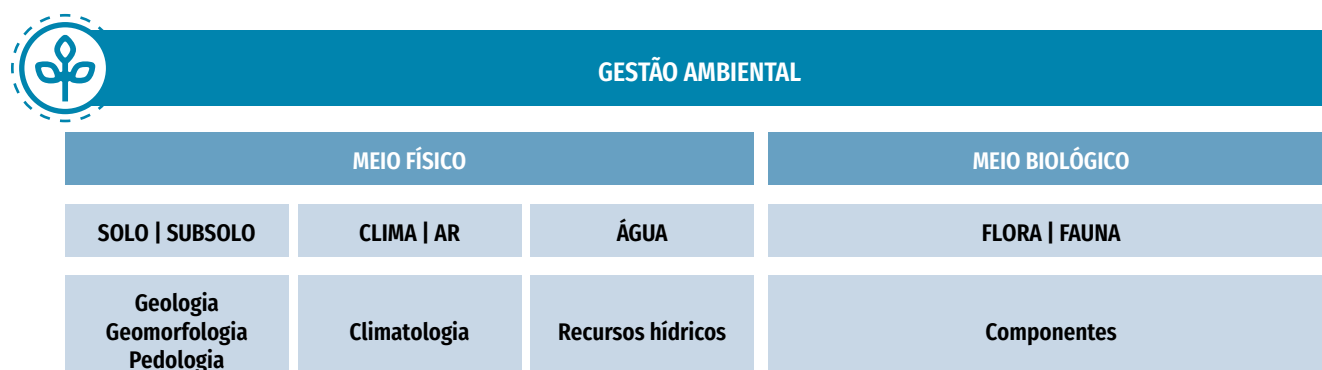 GESTÃO AMBIENTAL
MEIO FÍSICO
MEIO BIOLÓGICO
SOLO | SUBSOLO
CLIMA | AR
ÁGUA
FLORA | FAUNA
Geologia
Geomorfologia
Pedologia
Climatologia
Recursos hídricos
Componentes